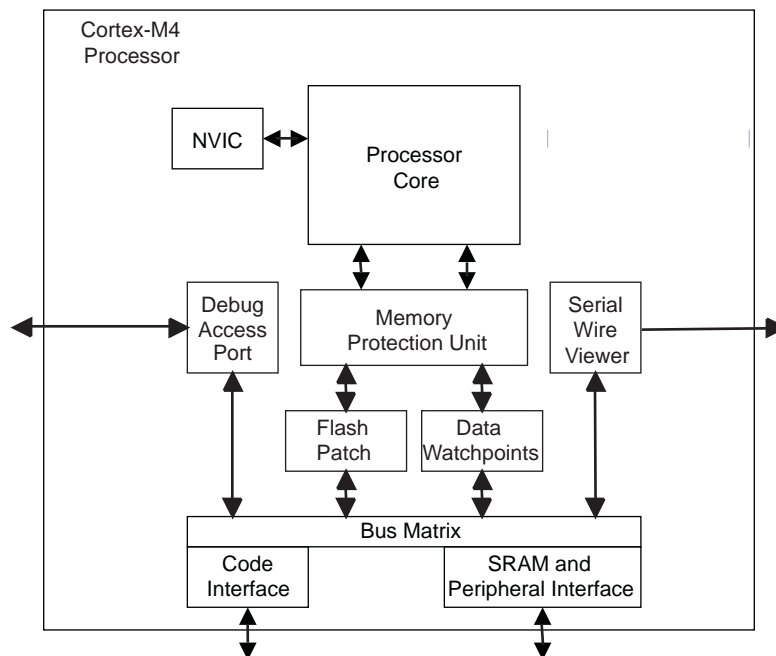 Cortex-M4
Processor
NVIC
Processor
Core
Debug
Access
Port
Memory
Protection Unit
Serial
Wire
Viewer
Flash
Patch
Data
Watchpoints
Bus Matrix
Code
Interface
SRAM and
Peripheral Interface